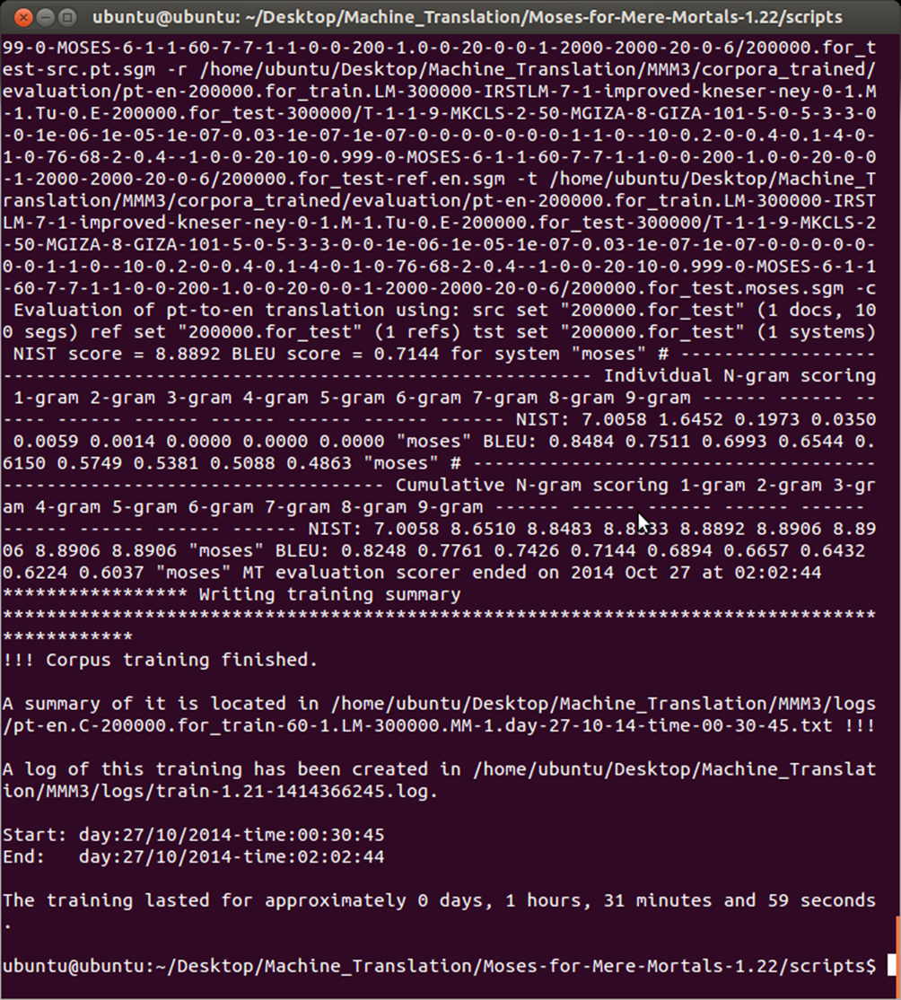 ubuntu@ubuntu: ~/Desktop/Machine_Translation/Moses-for-Mere-Mortals-1.22/scripts
99-0-MOSES-6-1-1-60-7-7-1-1-0-0-200-1.0-0-20-0-0-1-2000-2000-20-0-6/200000.for_t
est-src.pt.sgm -r /home/ubuntu/Desktop/Machine_Translation/MMM3/corpora_trained/
evaluation/pt-en-200000.for_train.LM-300000-IRSTLM-7-1-improved-kneser-ney-0-1.M
-1.Tu-0.E-200000.for_test-300000/T-1-1-9-MKCLS-2-50-MGIZA-8-GIZA-101-5-0-5-3-3-0
-0-1e-06-1e-05-1e-07-0.03-1e-07-1e-07-0-0-0-0-0-0-0-1-1-0--10-0.2-0-0.4-0.1-4-0-
1-0-76-68-2-0.4--1-0-0-20-10-0.999-0-MOSES-6-1-1-60-7-7-1-1-0-0-200-1.0-0-20-0-0
-1-2000-2000-20-0-6/200000.for_test-ref.en.sgm -t /home/ubuntu/Desktop/Machine_T
ranslation/MMM3/corpora_trained/evaluation/pt-en-200000.for_train.LM-300000-IRST
LM-7-1-improved-kneser-ney-0-1.M-1.Tu-0.E-200000.for_test-300000/T-1-1-9-MKCLS-2
-50-MGIZA-8-GIZA-101-5-0-5-3-3-0-0-1e-06-1e-05-1e-07-0.03-1e-07-1e-07-0-0-0-0-0-
0-0-1-1-0--10-0.2-0-0.4-0.1-4-0-1-0-76-68-2-0.4--1-0-0-20-10-0.999-0-MOSES-6-1-1
-60-7-7-1-1-0-0-200-1.0-0-20-0-0-1-2000-2000-20-0-6/200000.for_test.moses.sgm -c
Evaluation of pt-to-en translation using: src set "200000.for_test" (1 docs, 10
0 segs) ref set "200000.for_test" (1 refs) tst set "200000.for_test" (1 systems)
NIST score = 8.8892 BLEU score = 0.7144 for system "moses" # ------------------
------------------------------------------------------ Individual N-gram scoring
1-gram 2-gram 3-gram 4-gram 5-gram 6-gram 7-gram 8-gram 9-gram ------ ------ --
---- ------ ------ ------ ------ ------ ------ NIST: 7.0058 1.6452 0.1973 0.0350
0.0059 0.0014 0.0000 0.0000 0.0000 "moses" BLEU: 0.8484 0.7511 0.6993 0.6544 0.
6150 0.5749 0.5381 0.5088 0.4863 "moses" # -------------------------------------
----------------------------------- Cumulative N-gram scoring 1-gram 2-gram 3-gr
am 4-gram 5-gram 6-gram 7-gram 8-gram 9-gram ------ ------ ------ ------ ------
------ ------ ------ ------ NIST: 7.0058 8.6510 8.8483 8.8833 8.8892 8.8906 8.89
06 8.8906 8.8906 "moses" BLEU: 0.8248 0.7761 0.7426 0.7144 0.6894 0.6657 0.6432
0.6224 0.6037 "moses" MT evaluation scorer ended on 2014 Oct 27 at 02:02:44
***************** Writing training summary
********************************************************************************
************
!!! Corpus training finished.
A summary of it is located in /home/ubuntu/Desktop/Machine_Translation/MMM3/logs
/pt-en.C-200000.for_train-60-1.LM-300000.MM-1.day-27-10-14-time-00-30-45.txt !!!
A log of this training has been created in /home/ubuntu/Desktop/Machine_Translat
ion/MMM3/logs/train-1.21-1414366245.log.
Start: day:27/10/2014-time:00:30:45
End:   day:27/10/2014-time:02:02:44
The training lasted for approximately 0 days, 1 hours, 31 minutes and 59 seconds
.
ubuntu@ubuntu:~/Desktop/Machine_Translation/Moses-for-Mere-Mortals-1.22/scripts$